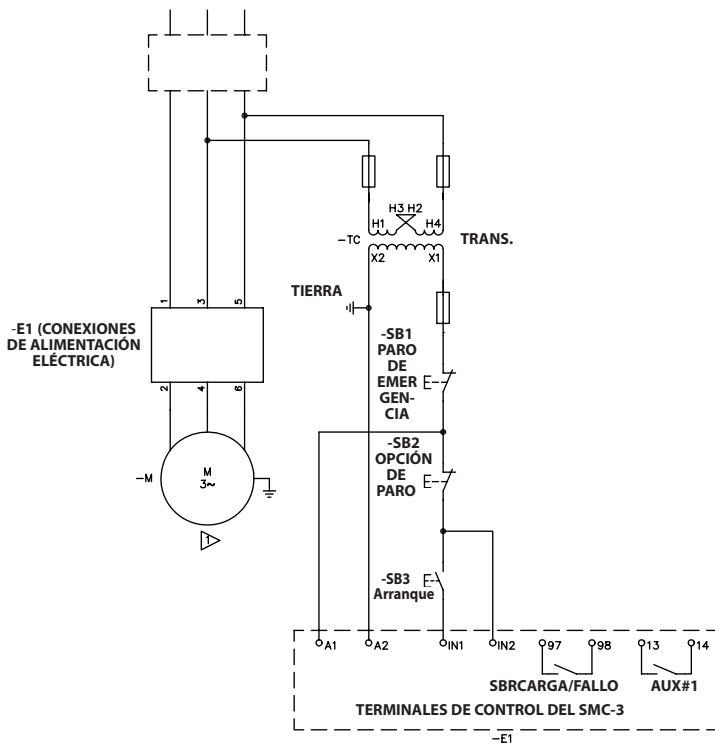 H3 H2
H1
H4
-TC
TRANS.
X2
X1
TIERRA
1
3
5
-E1 (CONEXIONES
DE ALIMENTACIÓN
ELÉCTRICA)
-SB1
PARO
DE
EMER
GEN-
CIA
2
4
6
-SB2
OPCIÓN
DE
PARO
-M
M
3~
1
-SB3
Arranque
A1
A2
IN1
IN2
97
98
13
14
SBRCARGA/FALLO
AUX#1
TERMINALES DE CONTROL DEL SMC-3
-E1